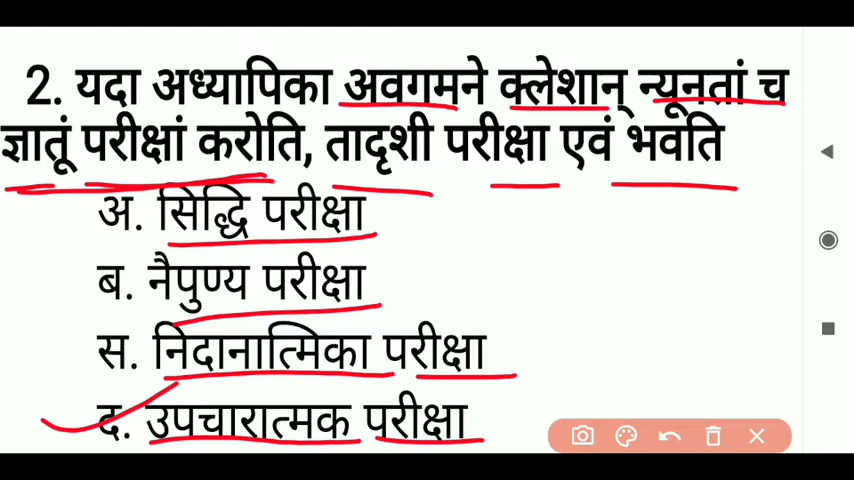 2. यदा अध्यापिका अवगमने क्लेशान् न्यूनतां च
ज्ञातूं परीक्षां करोति, तादृशी परीक्षा एवं भवति
अ. सिद्धि परीक्षा
ब. नैपुण्य परीक्षा
स. निदानात्मिका परीक्षा
द. उपचारात्मक परीक्षा